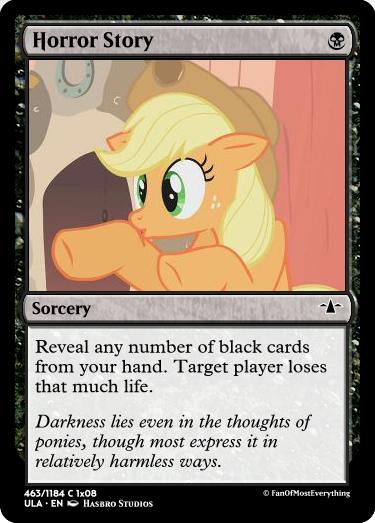 Horror Story
Sorcery
Reveal any number of black cards
from your hand. Target player loses
that much life.
Darkness lies even in the thoughts of
ponies, though most express it in
relatively harmless ways.
463/1184 C 1x08
ULA • EN Hasbro Studios
© FanOfMostEverything